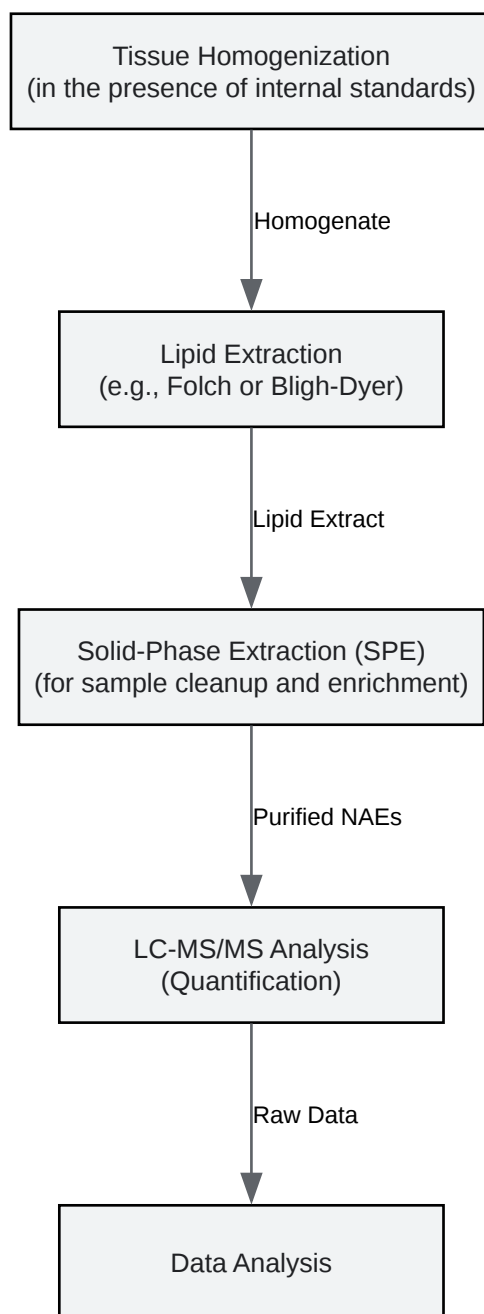 Tissue Homogenization
(in the presence of internal standards)
Homogenate
Lipid Extraction
(e.g., Folch or Bligh-Dyer)
Lipid Extract
Solid-Phase Extraction (SPE)
(for sample cleanup and enrichment)
Purified NAEs
LC-MS/MS Analysis
(Quantification)
Raw Data
Data Analysis